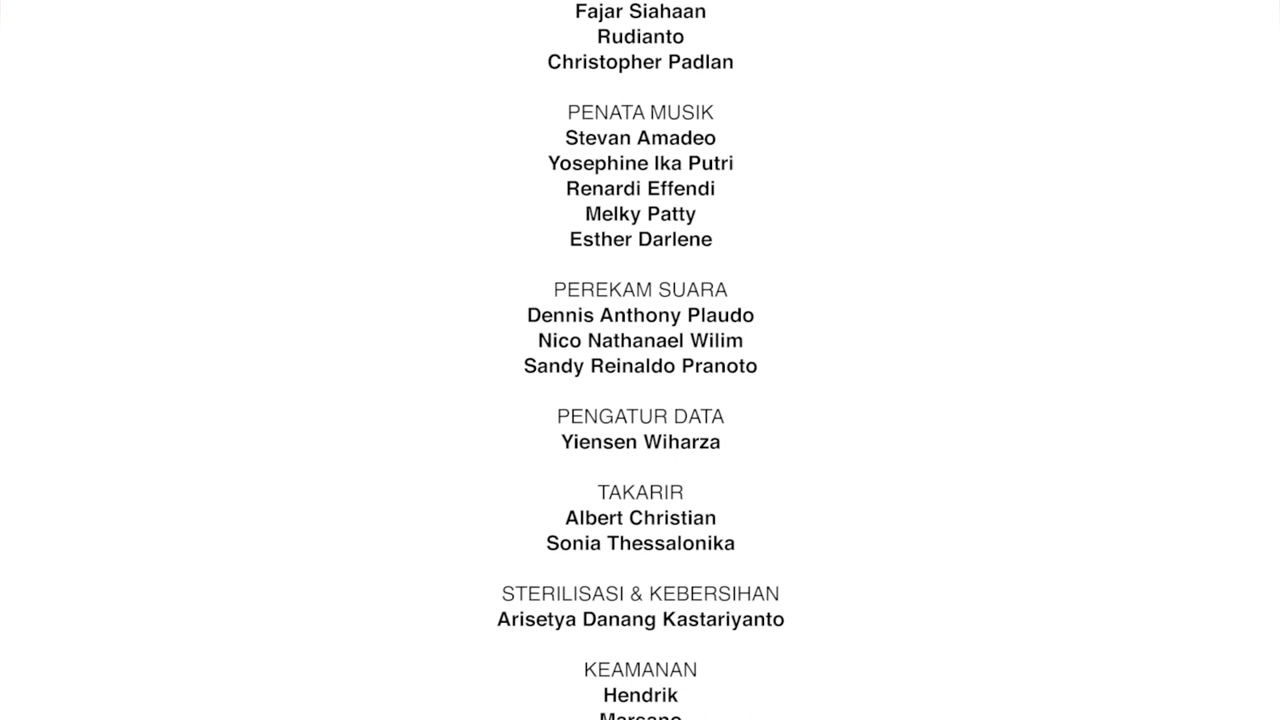 Fajar Siahaan
Rudianto
Christopher Padlan
PENATA MUSIK
Stevan Amadeo
Yosephine Ika Putri
Renardi Effendi
Melky Patty
Esther Darlene
PEREKAM SUARA
Dennis Anthony Plaudo
Nico Nathanael Wilim
Sandy Reinaldo Pranoto
PENGATUR DATA
Yiensen Wiharza
TAKARIR
Albert Christian
Sonia Thessalonika
STERILISASI & KEBERSIHAN
Arisetya Danang Kastariyanto
KEAMANAN
Hendrik